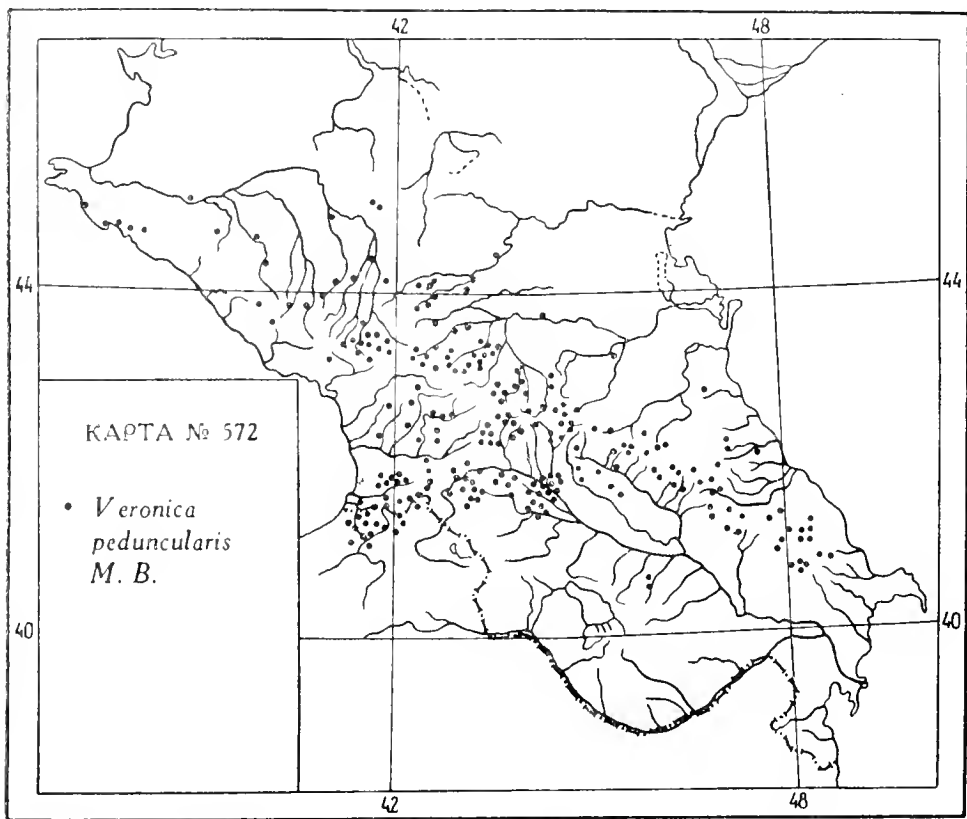 42 48
44 44
КАРТА № 572
• Veronica
peduncularis
M. B.
40 40
42 48